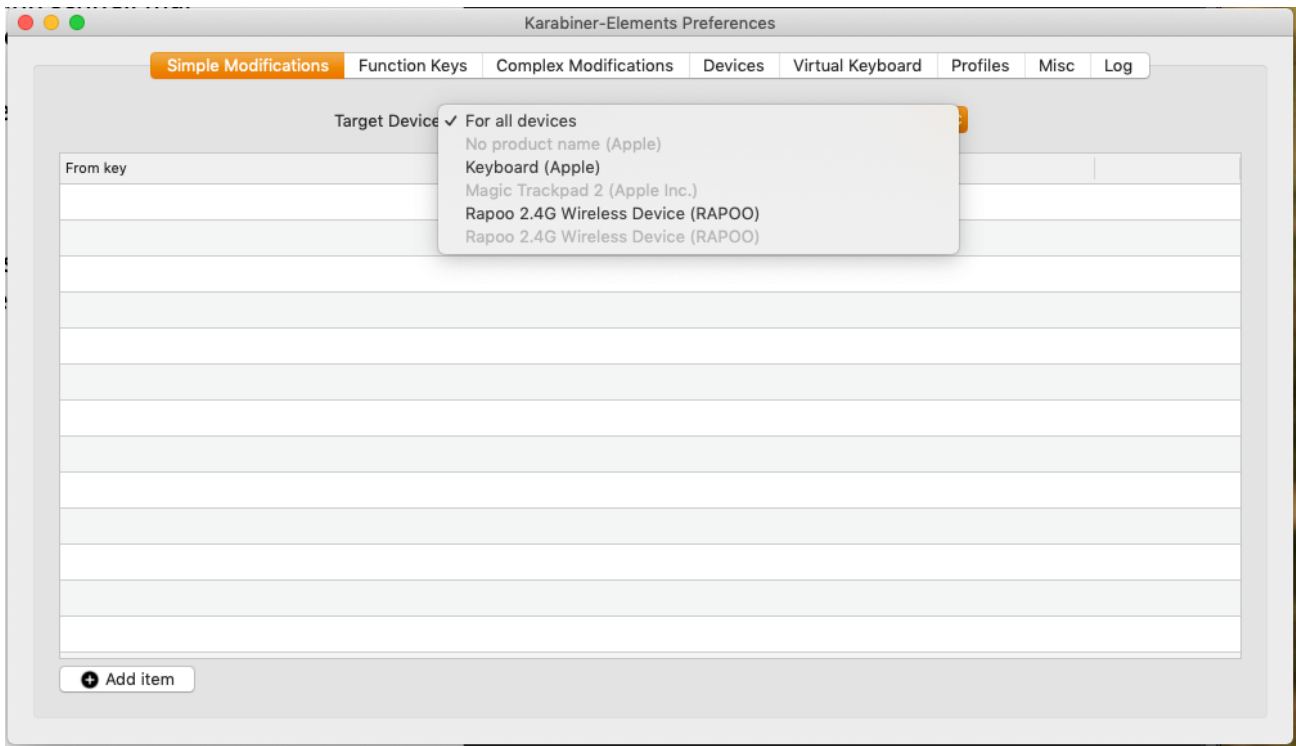 Karabiner-Elements Preferences
Simple Modifications Function Keys Complex Modifications Devices Virtual Keyboard Profiles Misc Log
Target Device ✓ For all devices
No product name (Apple)
Keyboard (Apple)
Magic Trackpad 2 (Apple Inc.)
Rapoo 2.4G Wireless Device (RAPOO)
Rapoo 2.4G Wireless Device (RAPOO)
From key
Add item